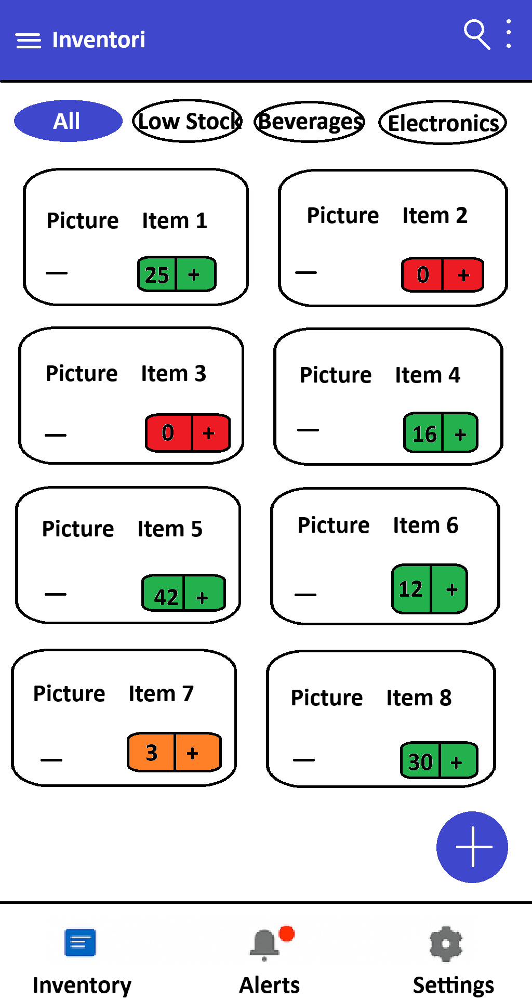 Inventori
All Low Stock Beverages Electronics
Picture Item 1 Picture Item 2
— 25 + — 0 +
Picture Item 3 Picture Item 4
— 0 + — 16 +
Picture Item 5 Picture Item 6
— 42 + — 12 +
Picture Item 7 Picture Item 8
— 3 + — 30 +
+
Inventory Alerts Settings